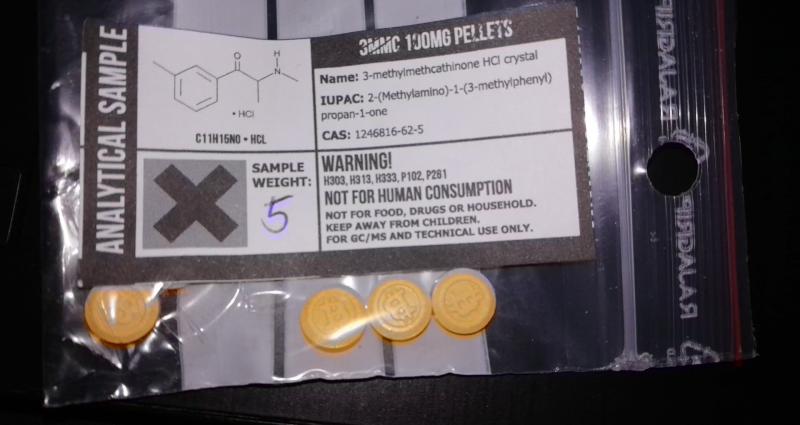 ANALYTICAL SAMPLE
O
H
N
• HCl
C11H15NO • HCL
3MMC 100MG PELLETS
Name: 3-methylmethcathinone HCl crystal
IUPAC: 2-(Methylamino)-1-(3-methylphenyl)
propan-1-one
CAS: 1246816-62-5
SAMPLE
WEIGHT:
5
WARNING!
H303, H313, H333, P102, P261
NOT FOR HUMAN CONSUMPTION
NOT FOR FOOD, DRUGS OR HOUSEHOLD.
KEEP AWAY FROM CHILDREN.
FOR GC/MS AND TECHNICAL USE ONLY.
RAJAGRIP
RAJAGRIP